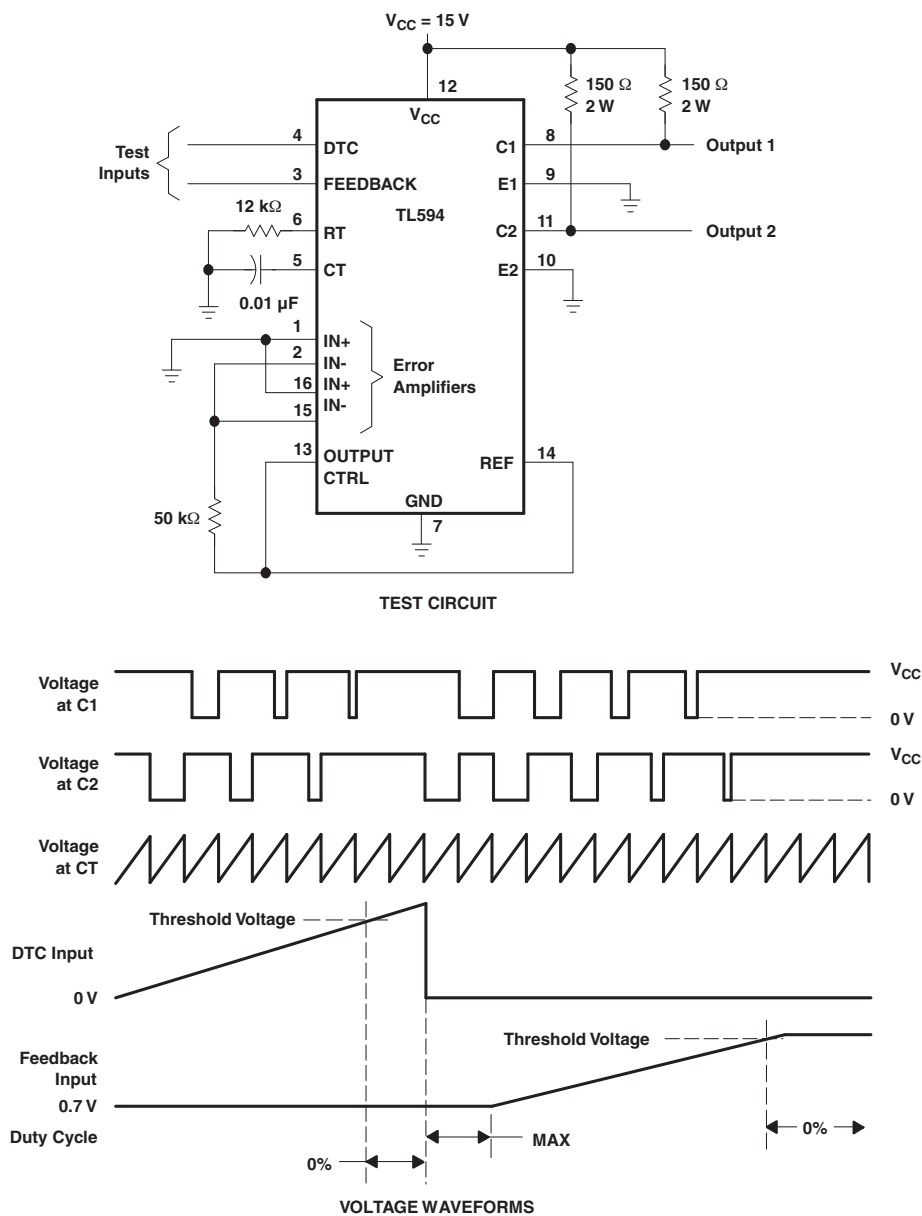 V_CC = 15 V
12
150 Ω
2 W
150 Ω
2 W
V_CC
4
DTC
C1
8
Output 1
Test
Inputs
3
FEEDBACK
E1
9
TL594
12 kΩ
6
RT
C2
11
Output 2
5
CT
E2
10
0.01 µF
1
IN+
2
IN-
16
IN+
IN-
15
Error
Amplifiers
13
OUTPUT
CTRL
REF
14
GND
7
50 kΩ
TEST CIRCUIT
Voltage
at C1
V_CC
0 V
Voltage
at C2
V_CC
0 V
Voltage
at CT
Threshold Voltage
DTC Input
0 V
Threshold Voltage
Feedback
Input
0.7 V
Duty Cycle
MAX
0%
0%
VOLTAGE WAVEFORMS